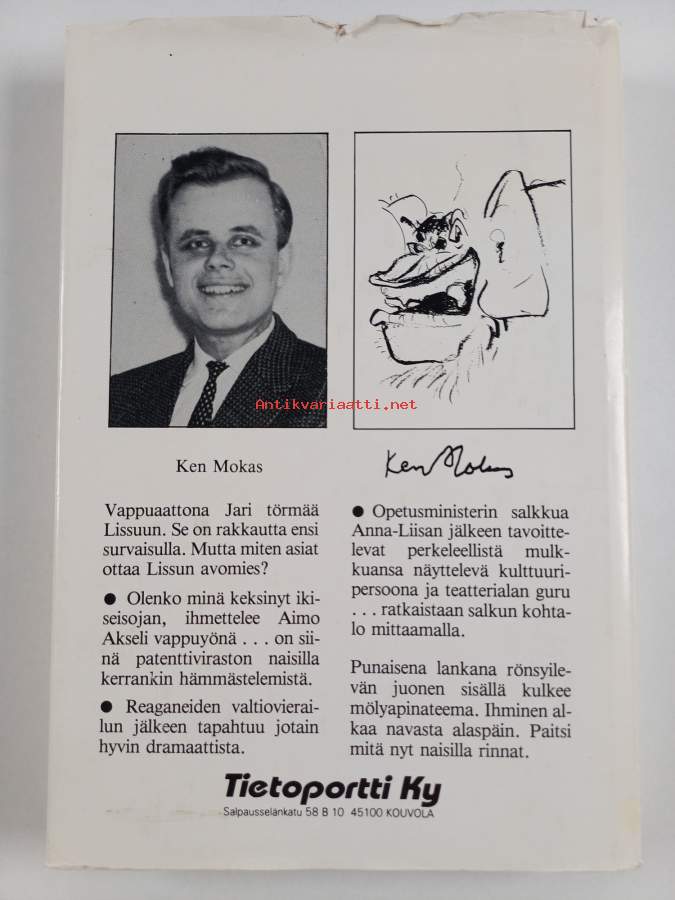 Antikvariaatti.net
Ken Mokas
Ken Mokas
Vappuaattona Jari törmää
Lissuun. Se on rakkautta ensi
survaisulla. Mutta miten asiat
ottaa Lissun avomies?
● Olenko minä keksinyt iki-
seisojan, ihmettelee Aimo
Akseli vappuyönä . . . on sii-
nä patenttiviraston naisilla
kerrankin hämmästelemistä.
● Reaganeiden valtiovierai-
lun jälkeen tapahtuu jotain
hyvin dramaattista.
● Opetusministerin salkkua
Anna-Liisan jälkeen tavoitte-
levat perkeleellistä mulk-
kuansa näyttelevä kulttuuri-
persoona ja teatterialan guru
. . . ratkaistaan salkun kohta-
lo mittaamalla.
Punaisena lankana rönsyile-
vän juonen sisällä kulkee
mölyapinateema. Ihminen al-
kaa navasta alaspäin. Paitsi
mitä nyt naisilla rinnat.
Tietoportti Ky
Salpausselänkatu 58 B 10 45100 KOUVOLA